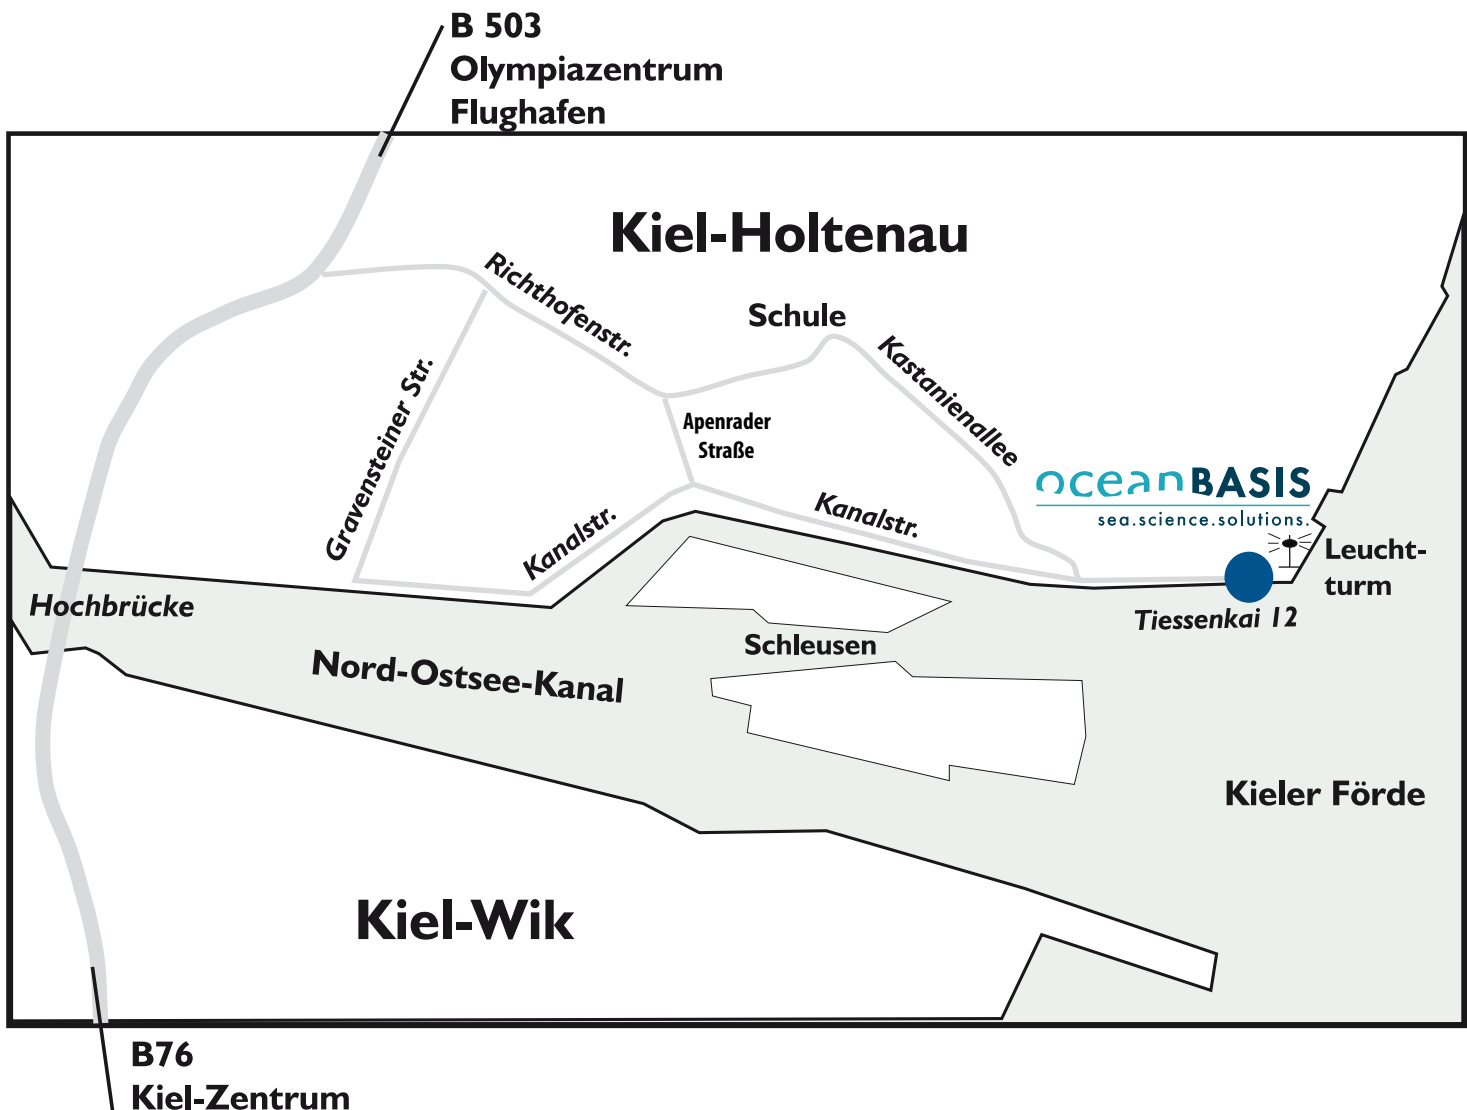 B 503
Olympiazentrum
Flughafen
Kiel-Holtenau
Richthofenstr.
Schule
Kastanienallee
Gravensteiner Str.
Apenrader
Straße
oceanBASIS
sea.science.solutions.
Kanalstr.
Kanalstr.
Leucht-
turm
Hochbrücke
Tiessenkai 12
Schleusen
Nord-Ostsee-Kanal
Kieler Förde
Kiel-Wik
B76
Kiel-Zentrum